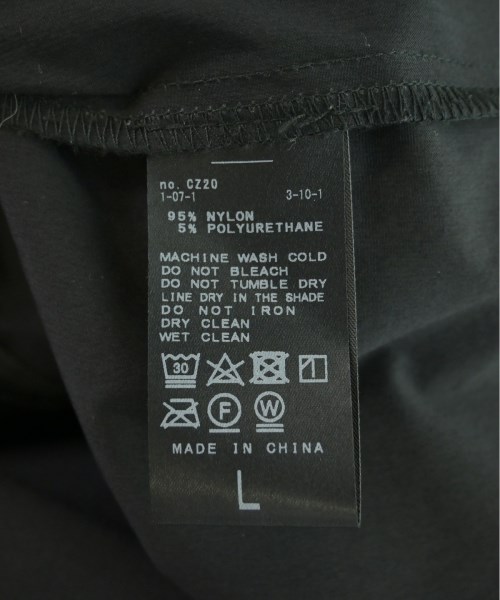 no. CZ20
1-07-1 3-10-1
95% NYLON
5% POLYURETHANE
MACHINE WASH COLD
DO NOT BLEACH
DO NOT TUMBLE DRY
LINE DRY IN THE SHADE
DO NOT IRON
DRY CLEAN
WET CLEAN
30
F W
MADE IN CHINA
L